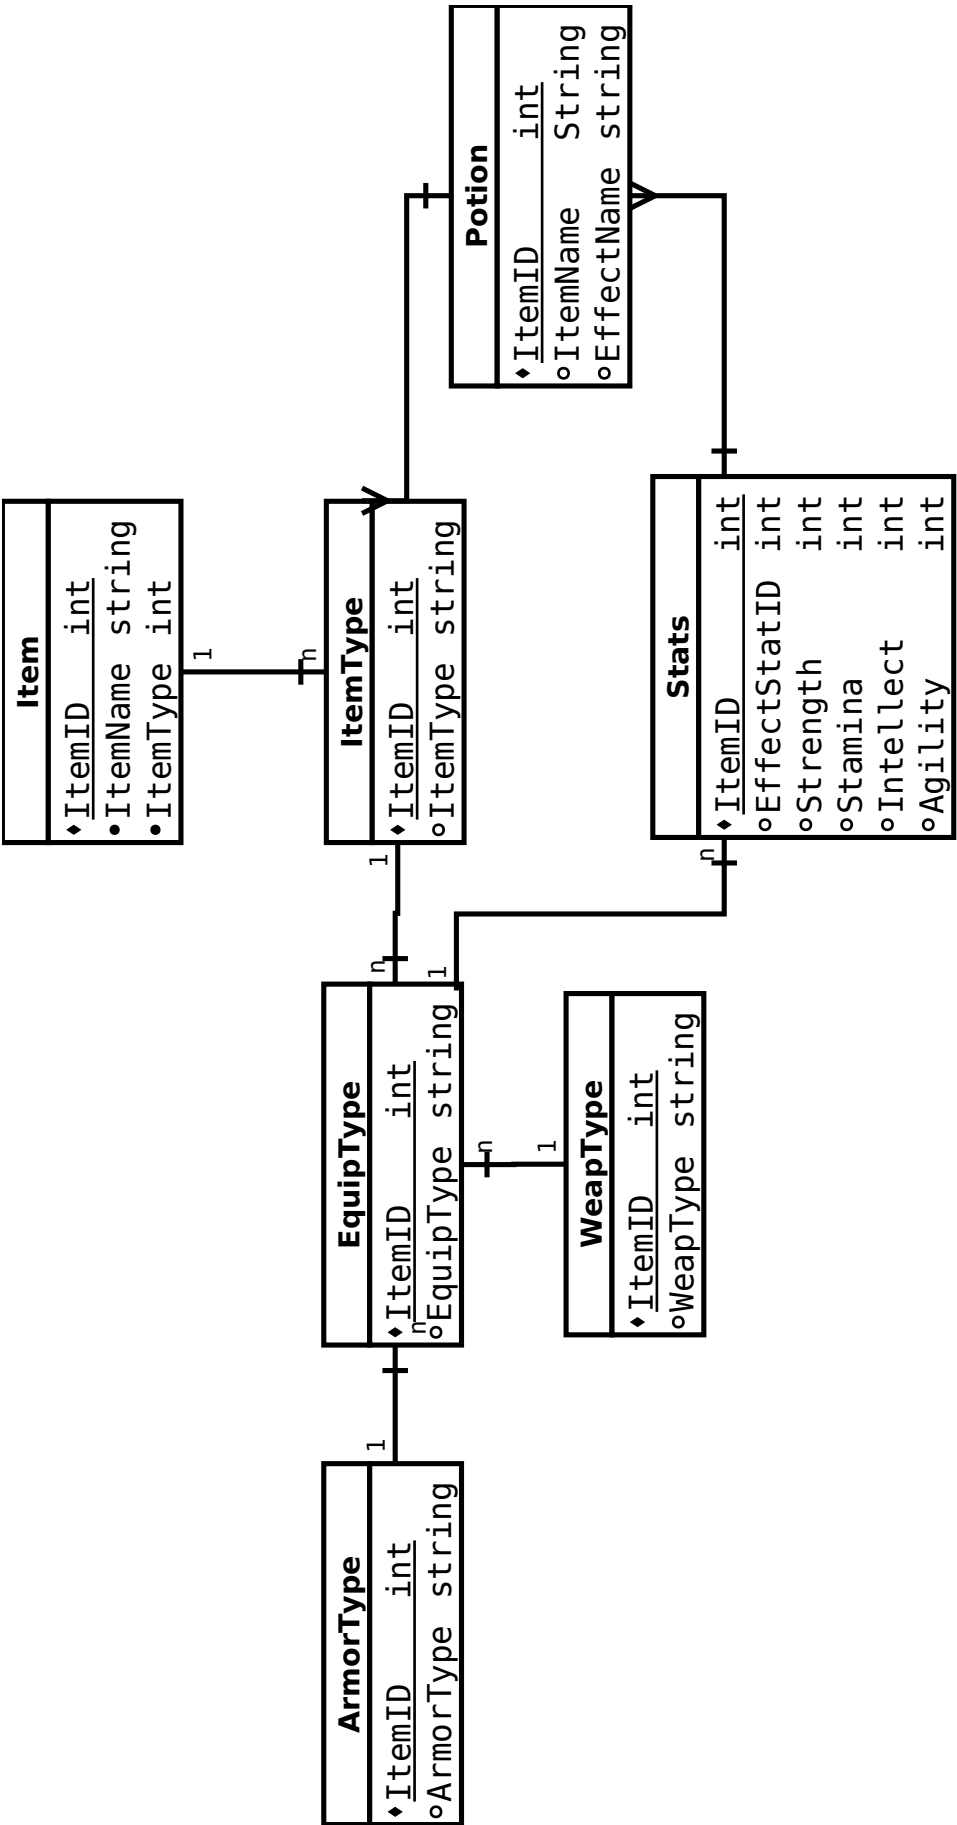 Item
ItemID int
ItemName string
ItemType int
1
n
ItemType
ItemID int
ItemType string
1
n
1
EquipType
ItemID int
EquipType string
n
n
1
ArmorType
ItemID int
ArmorType string
1
WeapType
ItemID int
WeapType string
n
Stats
ItemID int
EffectStatID int
Strength int
Stamina int
Intellect int
Agility int
Potion
ItemID int
ItemName String
EffectName string